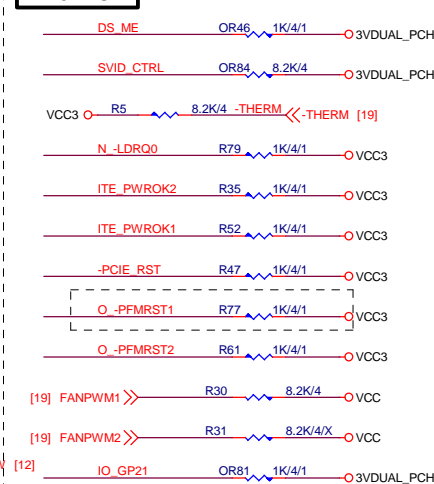 DS_ME OR46 1K/4/1 3VDUAL_PCH
SVID_CTRL OR84 8.2K/4 3VDUAL_PCH
VCC3 R5 8.2K/4 -THERM -THERM [19]
N_-LDRQ0 R79 1K/4/1 VCC3
ITE_PWROK2 R35 1K/4/1 VCC3
ITE_PWROK1 R52 1K/4/1 VCC3
-PCIE_RST R47 1K/4/1 VCC3
O_-PFMRST1 R77 1K/4/1 VCC3
O_-PFMRST2 R61 1K/4/1 VCC3
[19] FANPWM1 R30 8.2K/4 VCC
[19] FANPWM2 R31 8.2K/4/X VCC
[12]
IO_GP21 OR81 1K/4/1 3VDUAL_PCH